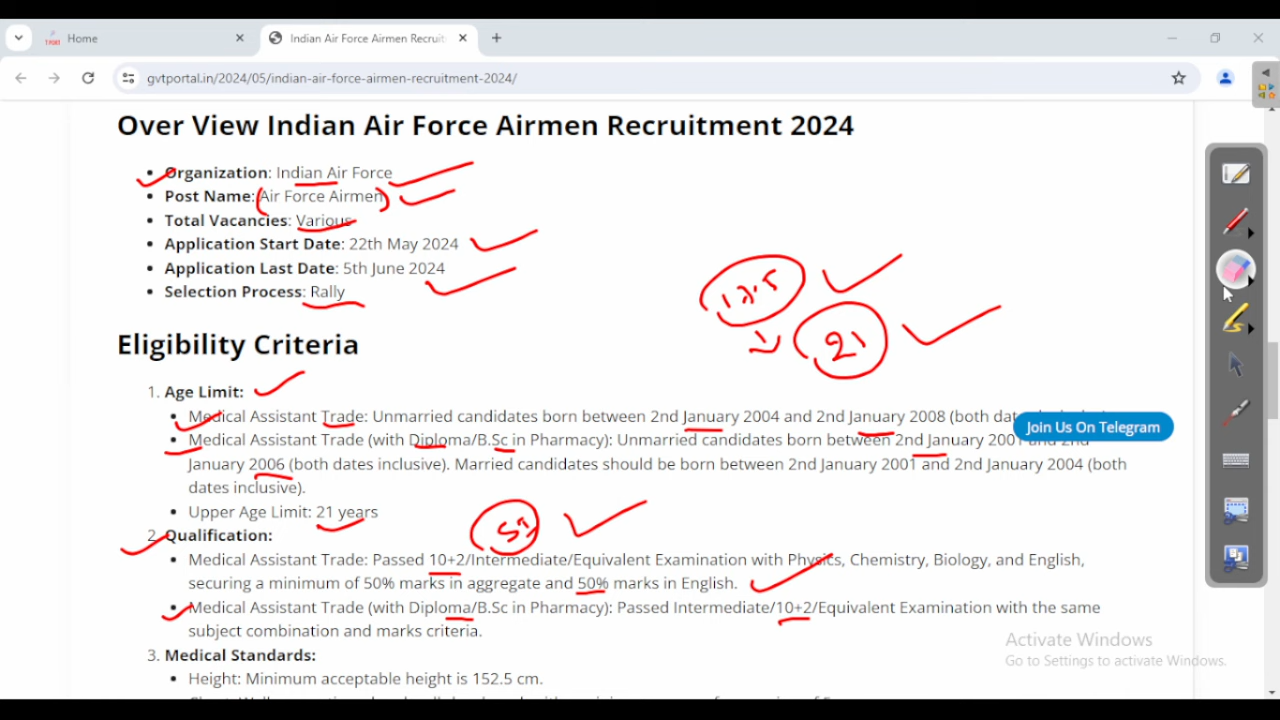 Home
Indian Air Force Airmen Recruit
gvtportal.in/2024/05/indian-air-force-airmen-recruitment-2024/
Over View Indian Air Force Airmen Recruitment 2024
• Organization: Indian Air Force
• Post Name: Air Force Airmen
• Total Vacancies: Various
• Application Start Date: 22th May 2024
• Application Last Date: 5th June 2024
• Selection Process: Rally
21
Eligibility Criteria
1. Age Limit:
• Medical Assistant Trade: Unmarried candidates born between 2nd January 2004 and 2nd January 2008 (both
Join Us On Telegram
• Medical Assistant Trade (with Diploma/B.Sc in Pharmacy): Unmarried candidates born between 2nd January 2001 and 2nd
January 2006 (both dates inclusive). Married candidates should be born between 2nd January 2001 and 2nd January 2004 (both
dates inclusive).
• Upper Age Limit: 21 years
2. Qualification:
• Medical Assistant Trade: Passed 10+2/Intermediate/Equivalent Examination with Physics, Chemistry, Biology, and English,
securing a minimum of 50% marks in aggregate and 50% marks in English.
• Medical Assistant Trade (with Diploma/B.Sc in Pharmacy): Passed Intermediate/10+2/Equivalent Examination with the same
subject combination and marks criteria.
Activate Windows
Go to Settings to activate Windows.
3. Medical Standards:
• Height: Minimum acceptable height is 152.5 cm.